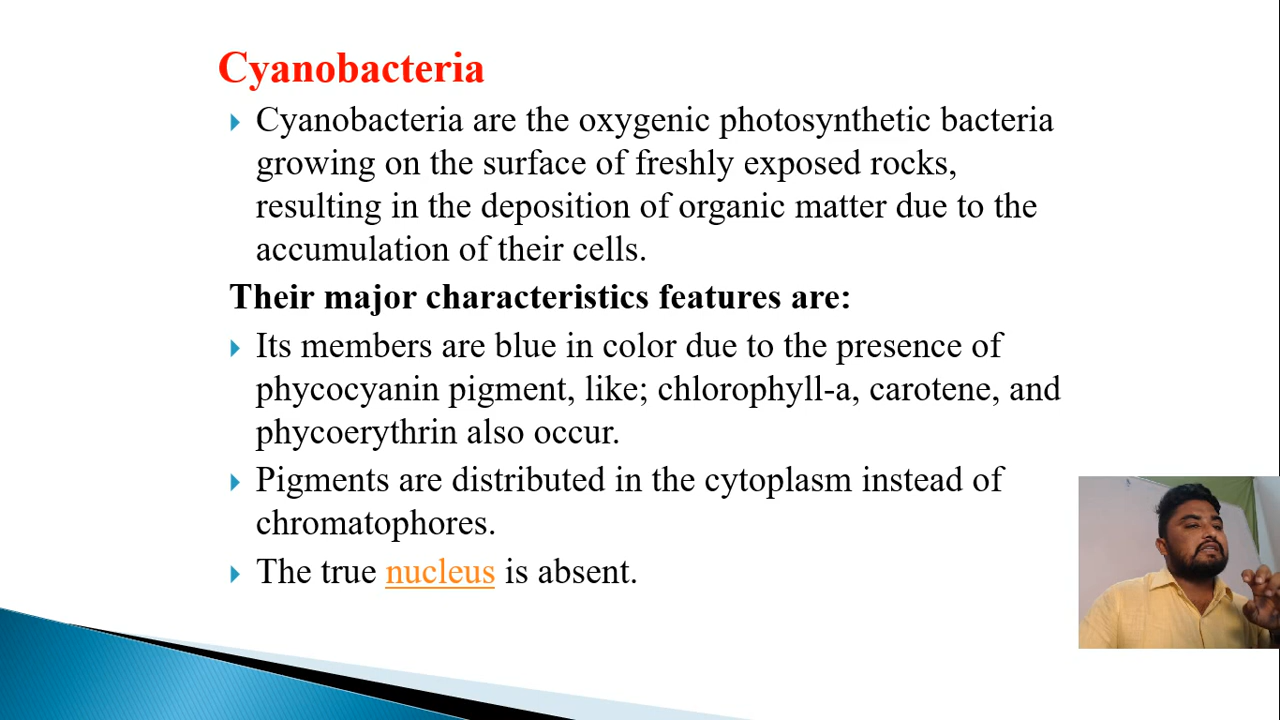 Cyanobacteria
Cyanobacteria are the oxygenic photosynthetic bacteria
growing on the surface of freshly exposed rocks,
resulting in the deposition of organic matter due to the
accumulation of their cells.
Their major characteristics features are:
Its members are blue in color due to the presence of
phycocyanin pigment, like; chlorophyll-a, carotene, and
phycoerythrin also occur.
Pigments are distributed in the cytoplasm instead of
chromatophores.
The true nucleus is absent.